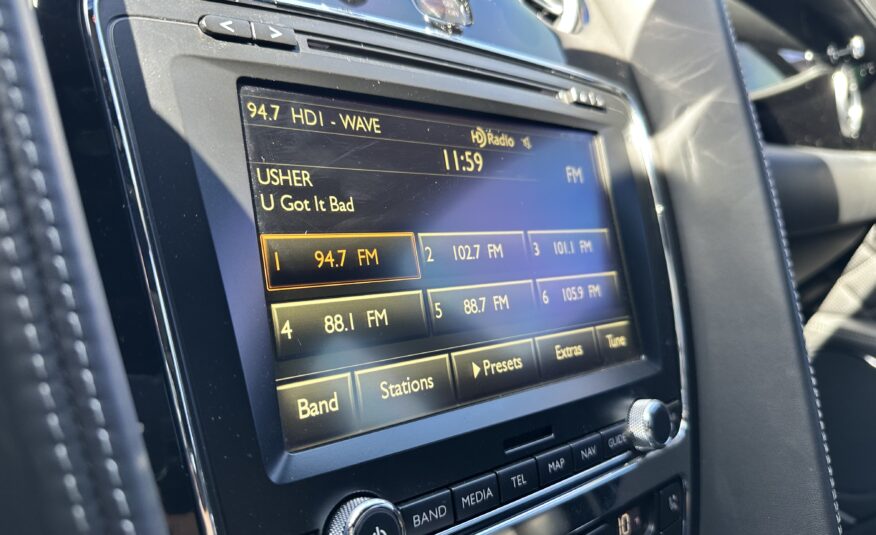 < >
94.7 HD1 - WAVE
HD Radio
11:59
FM
USHER
U Got It Bad
1 94.7 FM
2 102.7 FM
3 101.1 FM
4 88.1 FM
5 88.7 FM
6 105.9 FM
Band
Stations
Presets
Extras
Tune
BAND
MEDIA
TEL
MAP
NAV
GUIDE
10